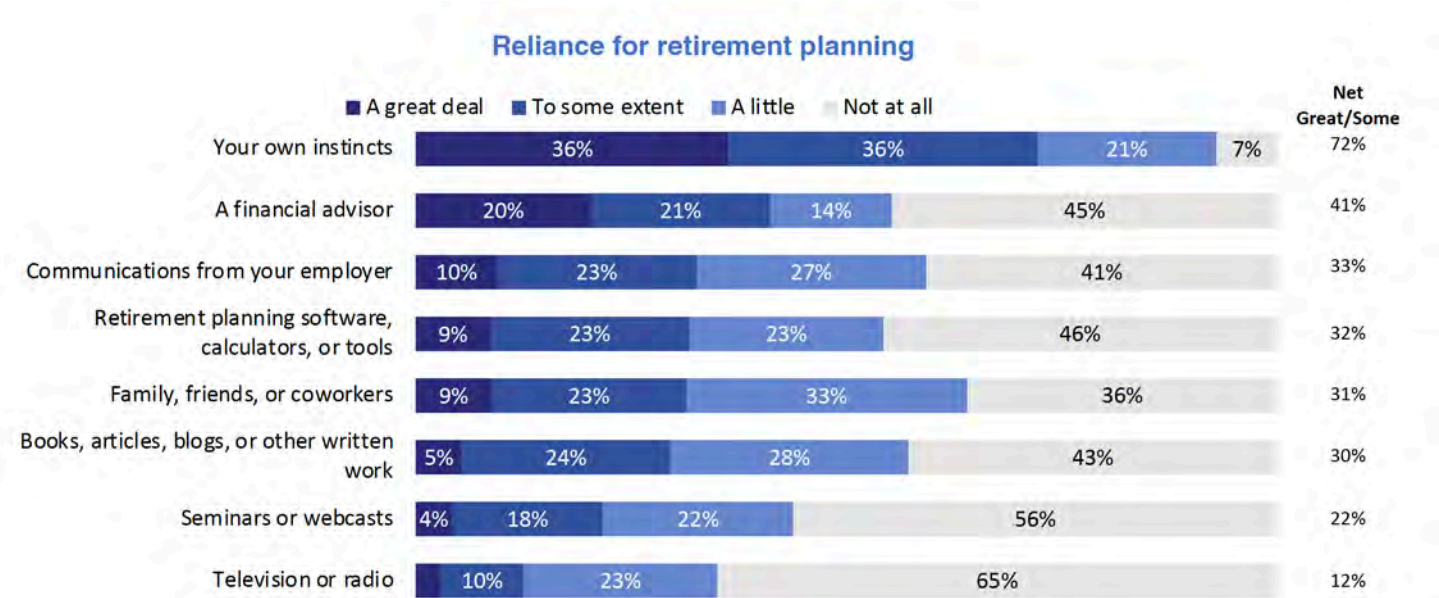 Reliance for retirement planning
A great deal To some extent A little Not at all
Net
Great/Some
Your own instincts 36% 36% 21% 7% 72%
A financial advisor 20% 21% 14% 45% 41%
Communications from your employer 10% 23% 27% 41% 33%
Retirement planning software,
calculators, or tools 9% 23% 23% 46% 32%
Family, friends, or coworkers 9% 23% 33% 36% 31%
Books, articles, blogs, or other written
work 5% 24% 28% 43% 30%
Seminars or webcasts 4% 18% 22% 56% 22%
Television or radio 10% 23% 65% 12%